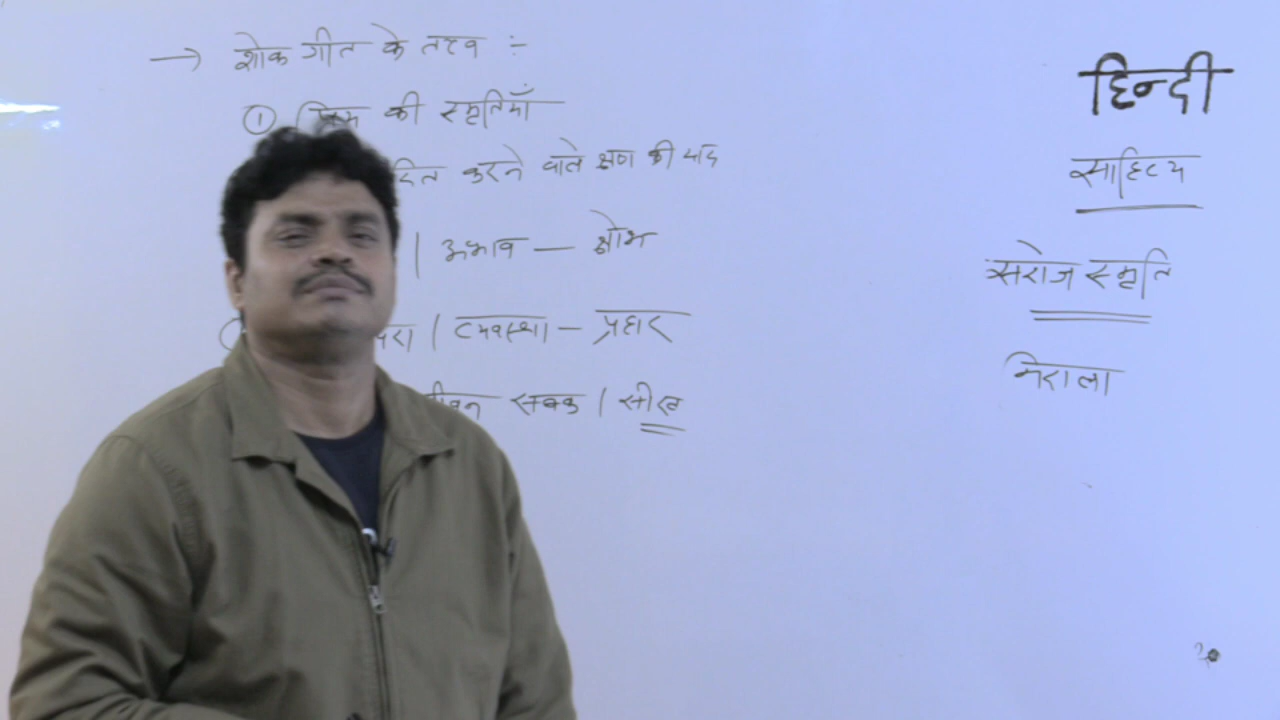 → शोक गीत के तत्व :-
① प्रिय की स्मृतियाँ
करने वाले क्षण की याद
| अभाव — क्षोभ
| व्यवस्था — प्रहार
सबक | सीख
हिन्दी
साहित्य
सरोज स्मृति
निराला